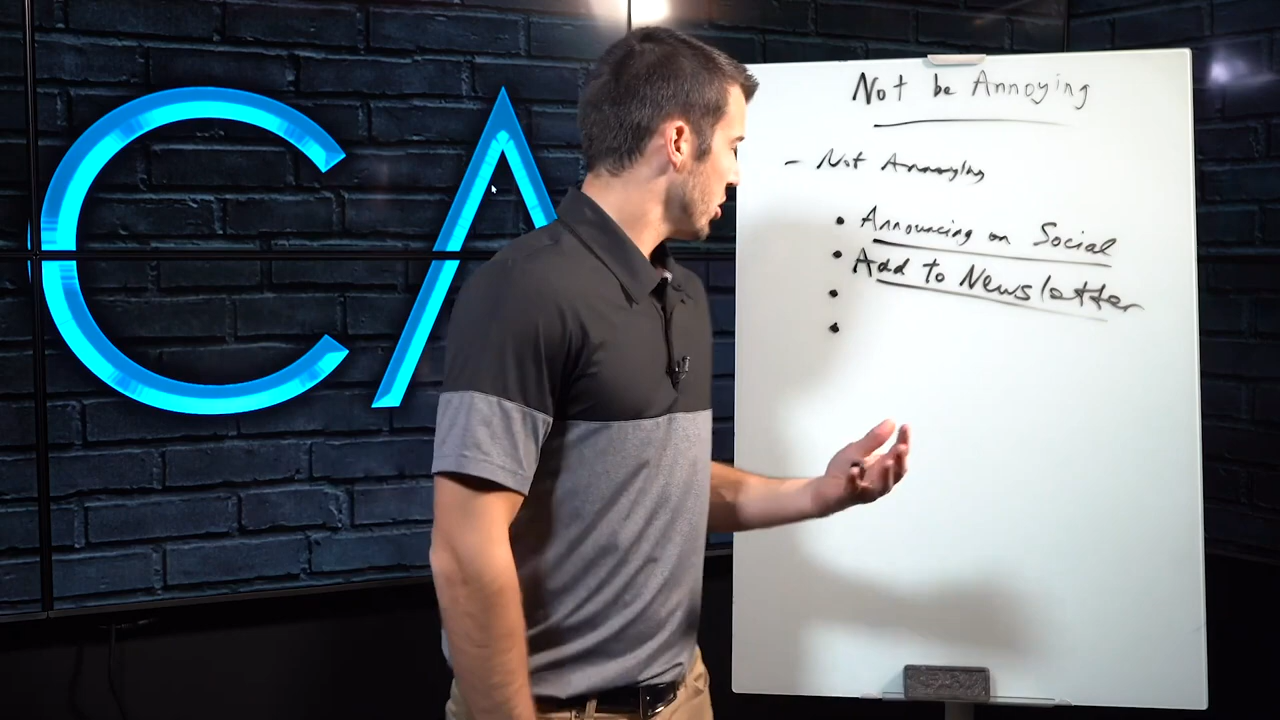 CA
Not be Annoying
- Not Annoying
• Announcing on Social
• Add to Newsletter
•
•